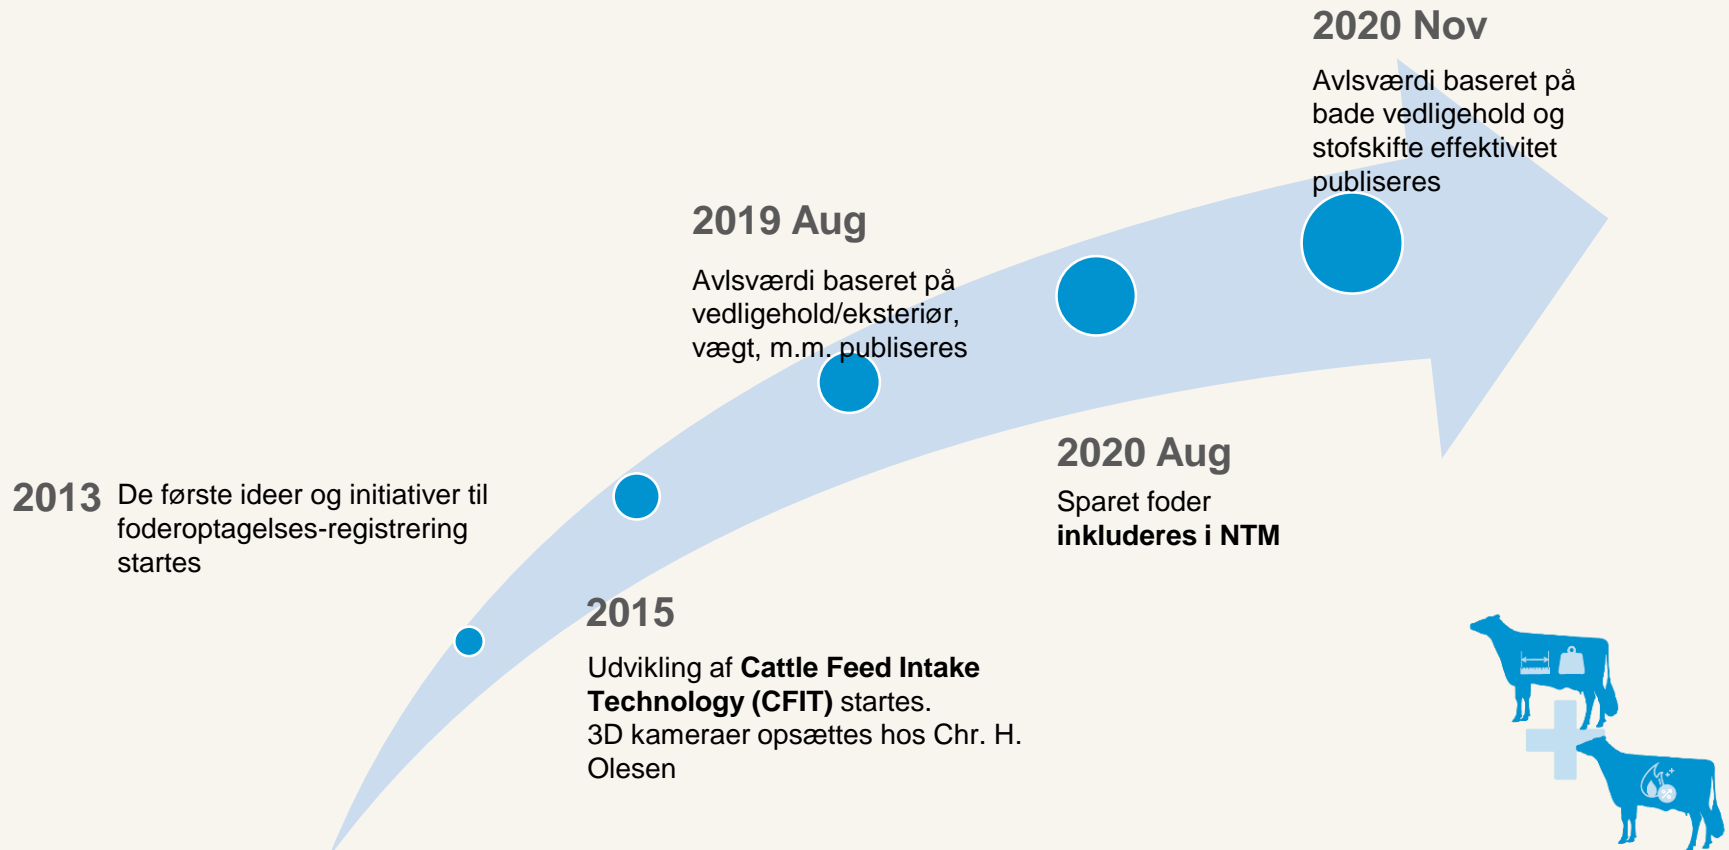 2013
De første ideer og initiativer til
foderoptagelses-registrering
startes
2015
Udvikling af Cattle Feed Intake
Technology (CFIT) startes.
3D kameraer opsættes hos Chr. H.
Olesen
2019 Aug
Avlsværdi baseret på
vedligehold/eksteriør,
vægt, m.m. publiseres
2020 Aug
Sparet foder
inkluderes i NTM
2020 Nov
Avlsværdi baseret på
bade vedligehold og
stofskifte effektivitet
publiseres